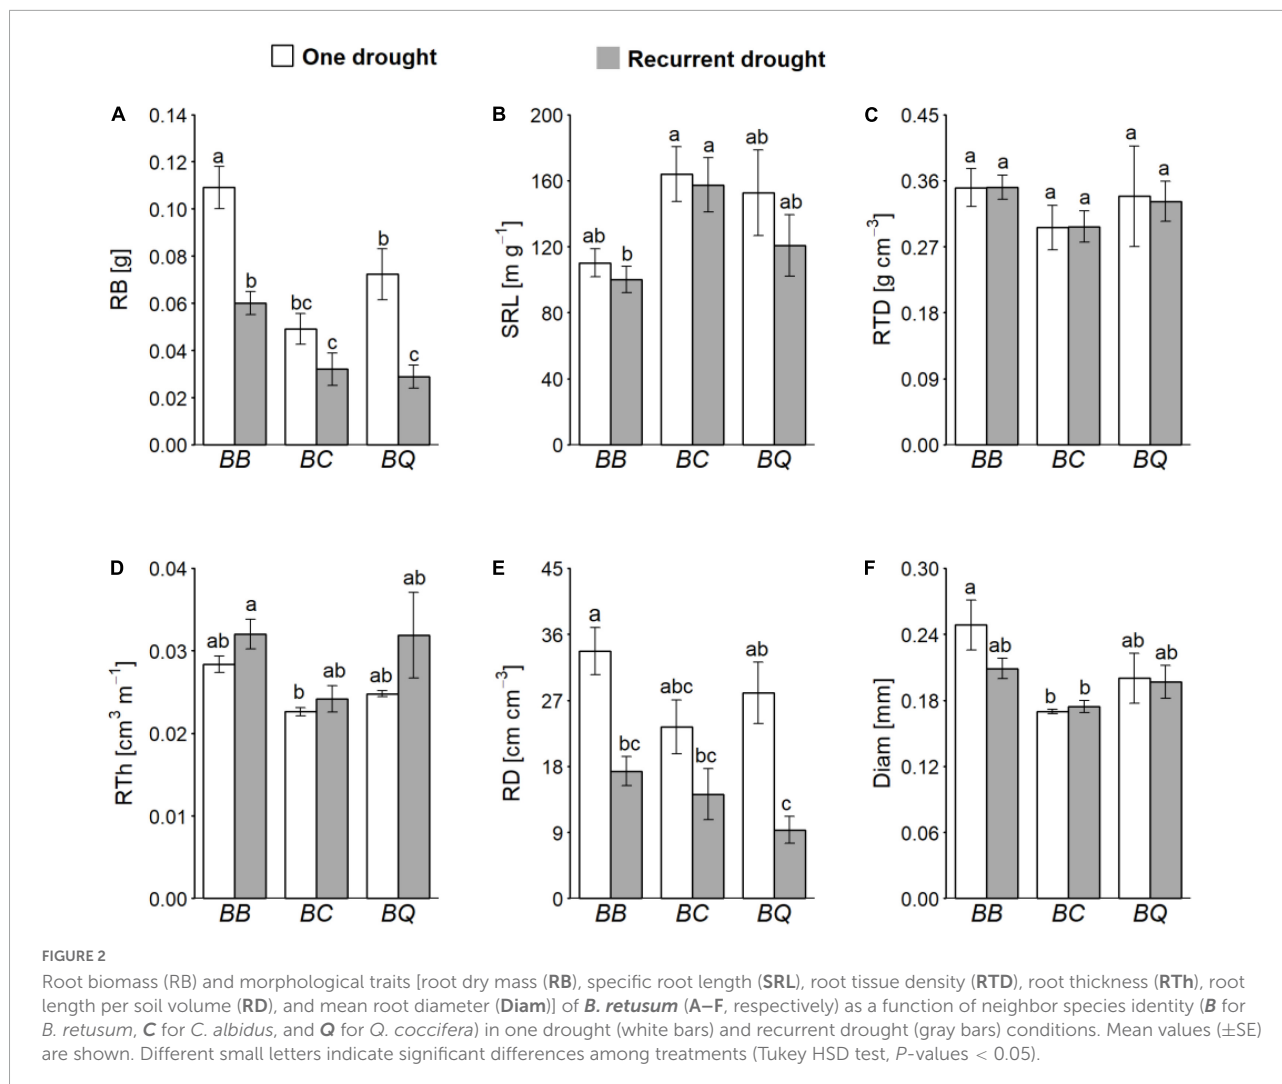 One drought Recurrent drought
A
RB [g]
0.14
0.12
0.10
0.08
0.06
0.04
0.02
0.00
a
b
bc
c
b
c
BB BC BQ
B
SRL [m g−1]
200
160
120
80
40
0
ab
b
a
a
ab
ab
BB BC BQ
C
RTD [g cm−3]
0.45
0.36
0.27
0.18
0.09
0.00
a
a
a
a
a
a
BB BC BQ
D
RTh [cm3 m−1]
0.04
0.03
0.02
0.01
0.00
ab
a
b
ab
ab
ab
BB BC BQ
E
RD [cm cm−3]
45
36
27
18
9
0
a
bc
abc
bc
ab
c
BB BC BQ
F
Diam [mm]
0.30
0.24
0.18
0.12
0.06
0.00
a
ab
b
b
ab
ab
BB BC BQ
FIGURE 2
Root biomass (RB) and morphological traits [root dry mass (RB), specific root length (SRL), root tissue density (RTD), root thickness (RTh), root
length per soil volume (RD), and mean root diameter (Diam)] of B. retusum (A–F, respectively) as a function of neighbor species identity (B for
B. retusum, C for C. albidus, and Q for Q. coccifera) in one drought (white bars) and recurrent drought (gray bars) conditions. Mean values (±SE)
are shown. Different small letters indicate significant differences among treatments (Tukey HSD test, P-values < 0.05).